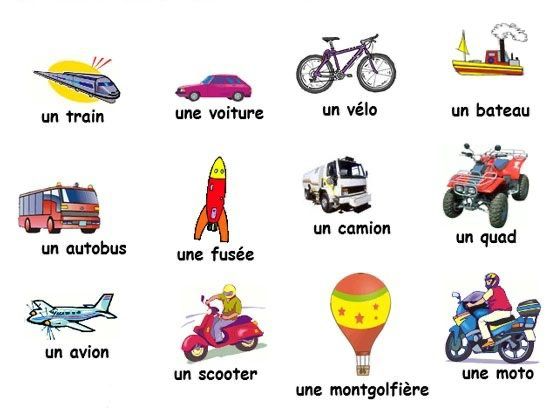 un train
une voiture
un vélo
un bateau
un autobus
une fusée
un camion
un quad
un avion
un scooter
une montgolfière
une moto